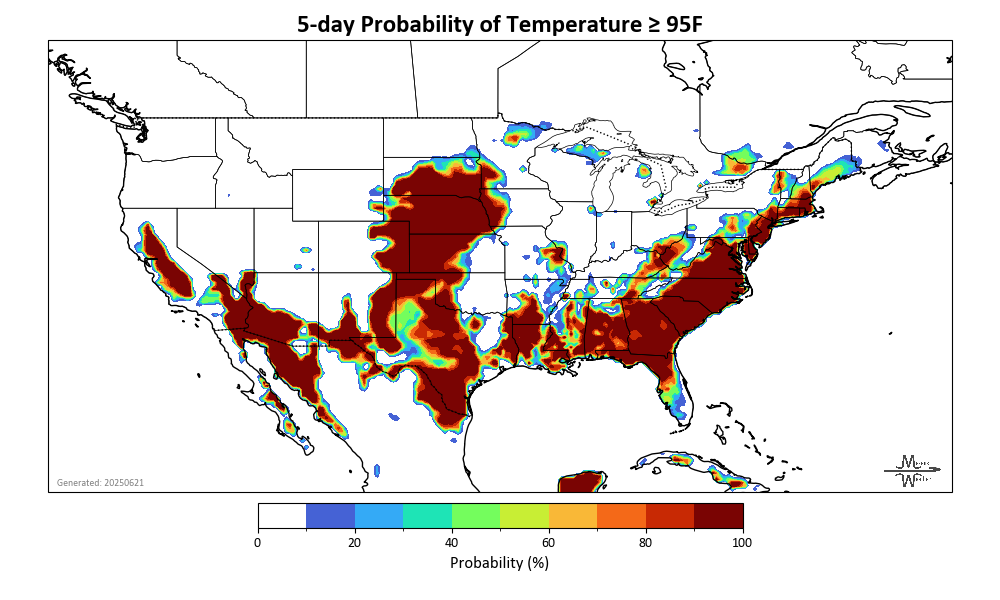 5-day Probability of Temperature ≥ 95F
Generated: 20250621
0 20 40 60 80 100
Probability (%)